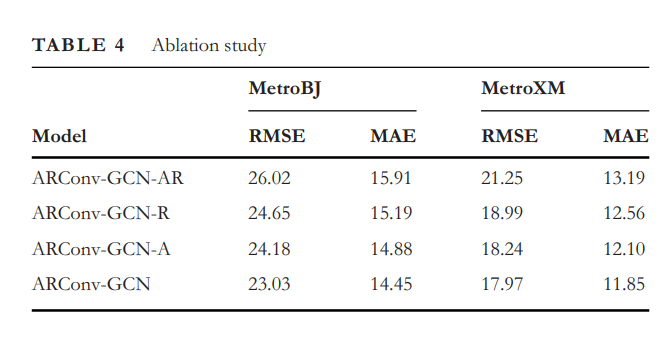 TABLE 4 Ablation study
MetroBJ MetroXM
Model RMSE MAE RMSE MAE
ARConv-GCN-AR 26.02 15.91 21.25 13.19
ARConv-GCN-R 24.65 15.19 18.99 12.56
ARConv-GCN-A 24.18 14.88 18.24 12.10
ARConv-GCN 23.03 14.45 17.97 11.85